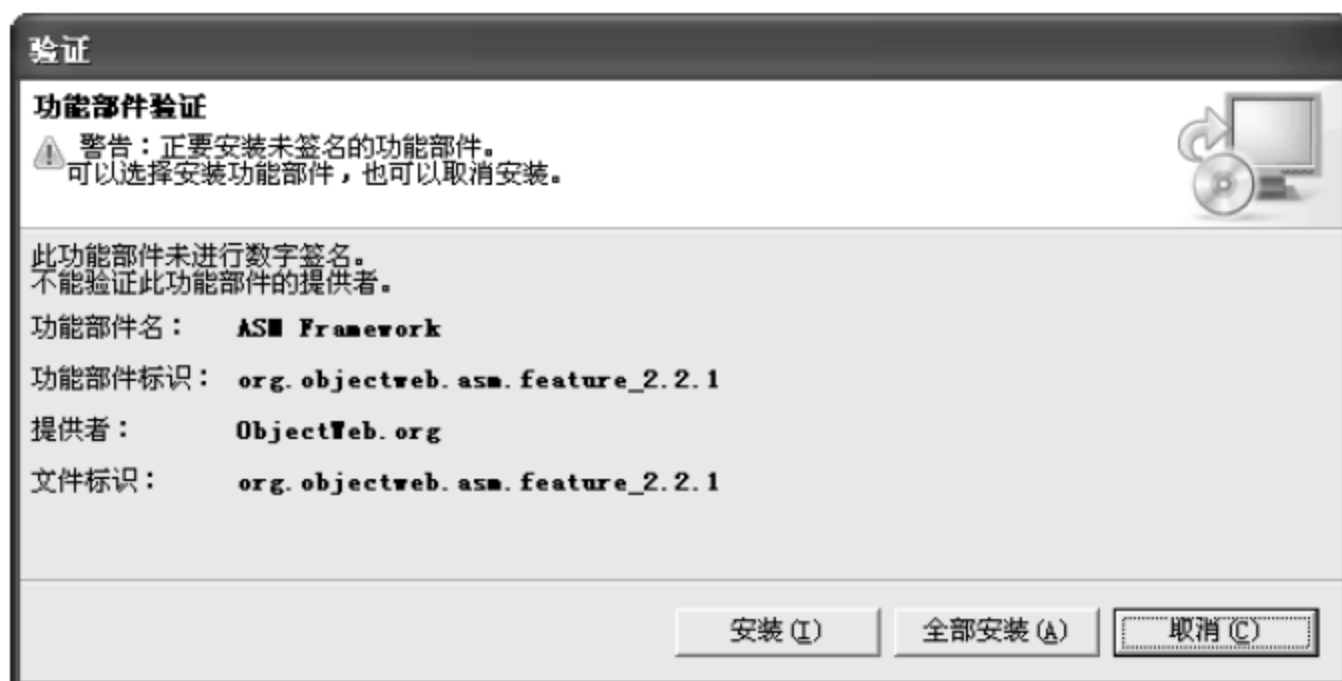 验证
功能部件验证
警告：正要安装未签名的功能部件。
可以选择安装功能部件，也可以取消安装。
此功能部件未进行数字签名。
不能验证此功能部件的提供者。
功能部件名： ASM Framework
功能部件标识： org.objectweb.asm.feature_2.2.1
提供者： ObjectWeb.org
文件标识： org.objectweb.asm.feature_2.2.1
安装(I) 全部安装(A) 取消(C)